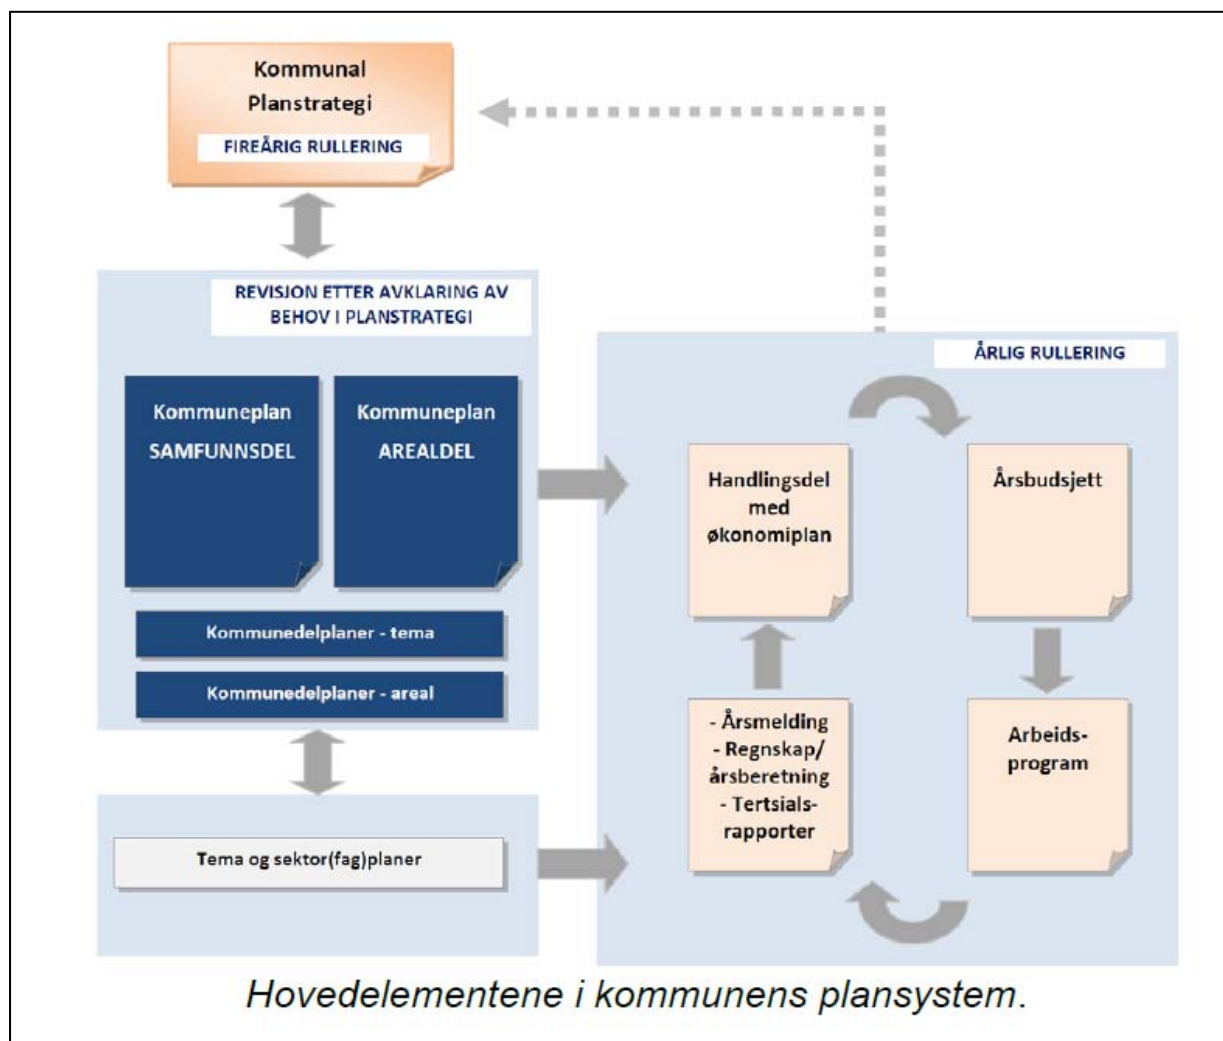 Kommunal
Planstrategi
FIREÅRIG RULLERING
REVISJON ETTER AVKLARING AV
BEHOV I PLANSTRATEGI
Kommuneplan
SAMFUNNSDEL
Kommuneplan
AREALDEL
Kommunedelplaner - tema
Kommunedelplaner - areal
Tema og sektor(fag)planer
ÅRLIG RULLERING
Handlingsdel
med
økonomiplan
Årsbudsjett
- Årsmelding
- Regnskap/
årsberetning
- Tertsials-
rapporter
Arbeids-
program
Hovedelementene i kommunens plansystem.